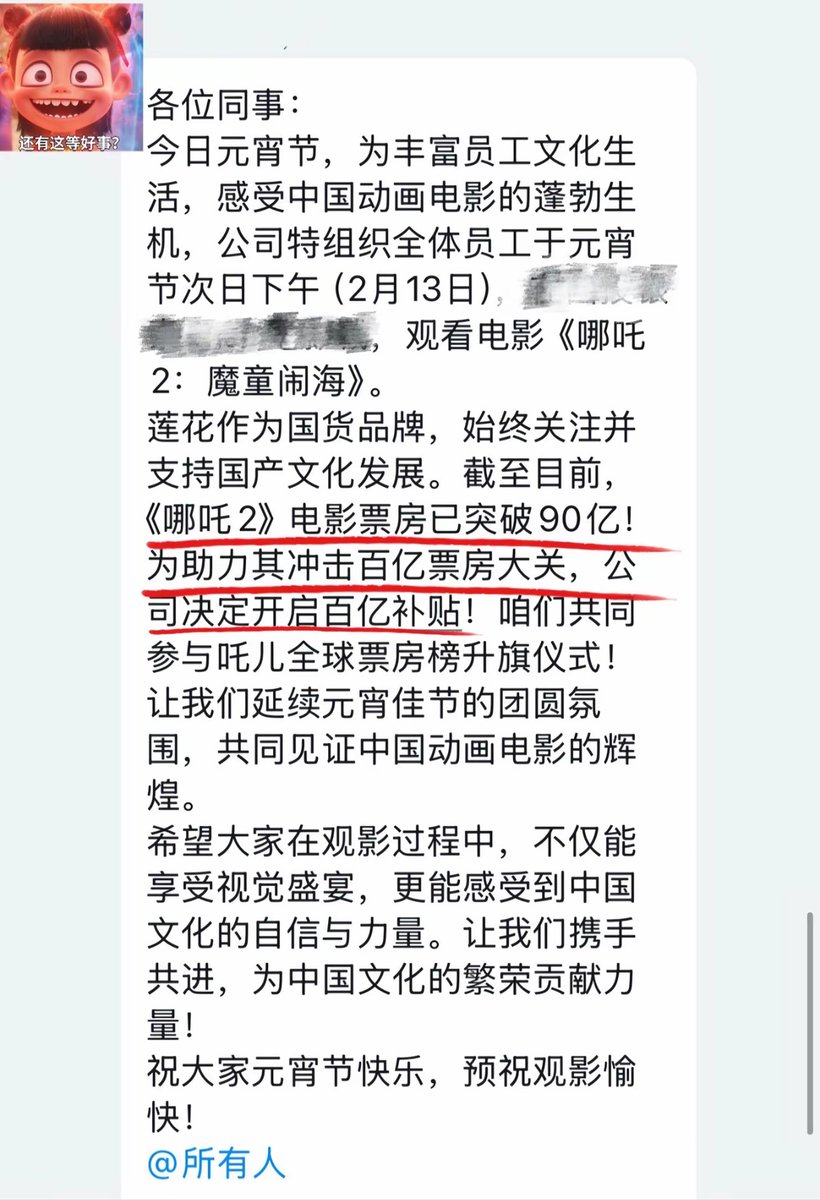 还有这等好事？
各位同事：
今日元宵节，为丰富员工文化生
活，感受中国动画电影的蓬勃生
机，公司特组织全体员工于元宵
节次日下午（2月13日），
，观看电影《哪吒
2：魔童闹海》。
莲花作为国货品牌，始终关注并
支持国产文化发展。截至目前，
《哪吒2》电影票房已突破90亿！
为助力其冲击百亿票房大关，公
司决定开启百亿补贴！咱们共同
参与吒儿全球票房榜升旗仪式！
让我们延续元宵佳节的团圆氛
围，共同见证中国动画电影的辉
煌。
希望大家在观影过程中，不仅能
享受视觉盛宴，更能感受到中国
文化的自信与力量。让我们携手
共进，为中国文化的繁荣贡献力
量！
祝大家元宵节快乐，预祝观影愉
快！
@所有人